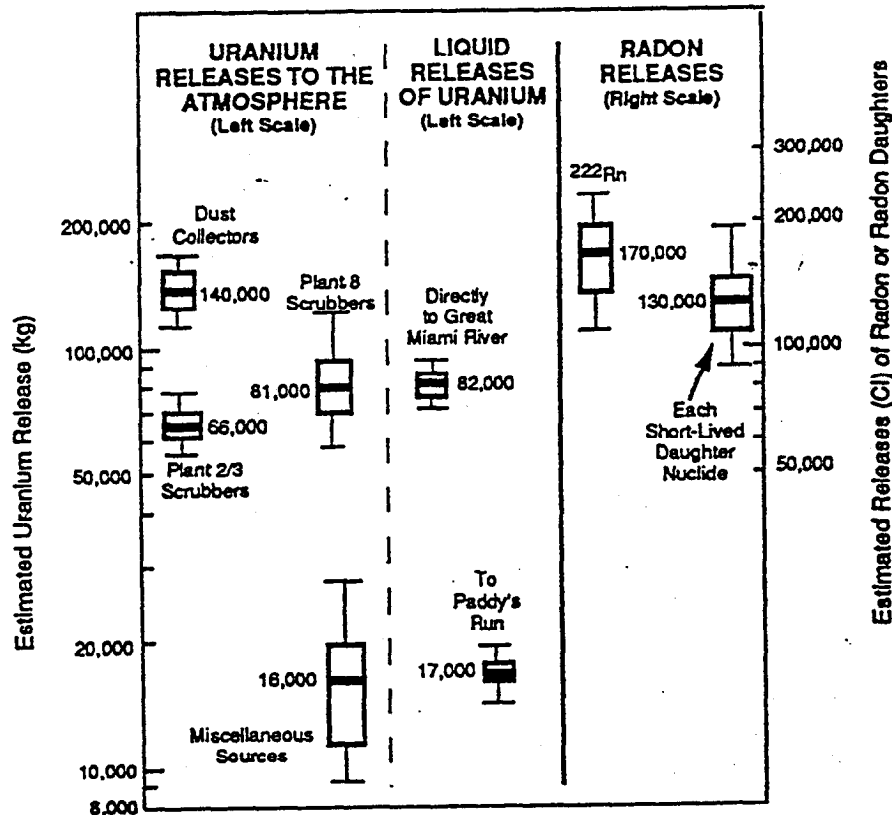 URANIUM
RELEASES TO THE
ATMOSPHERE
(Left Scale)
LIQUID
RELEASES
OF URANIUM
(Left Scale)
RADON
RELEASES
(Right Scale)
Estimated Uranium Release (kg)
200,000
100,000
50,000
20,000
10,000
8,000
Dust
Collectors
140,000
Plant 8
Scrubbers
81,000
66,000
Plant 2/3
Scrubbers
16,000
Miscellaneous
Sources
Directly
to Great
Miami River
82,000
To
Paddy's
Run
17,000
222Rn
170,000
130,000
Each
Short-Lived
Daughter
Nuclide
300,000
200,000
100,000
50,000
Estimated Releases (Ci) of Radon or Radon Daughters